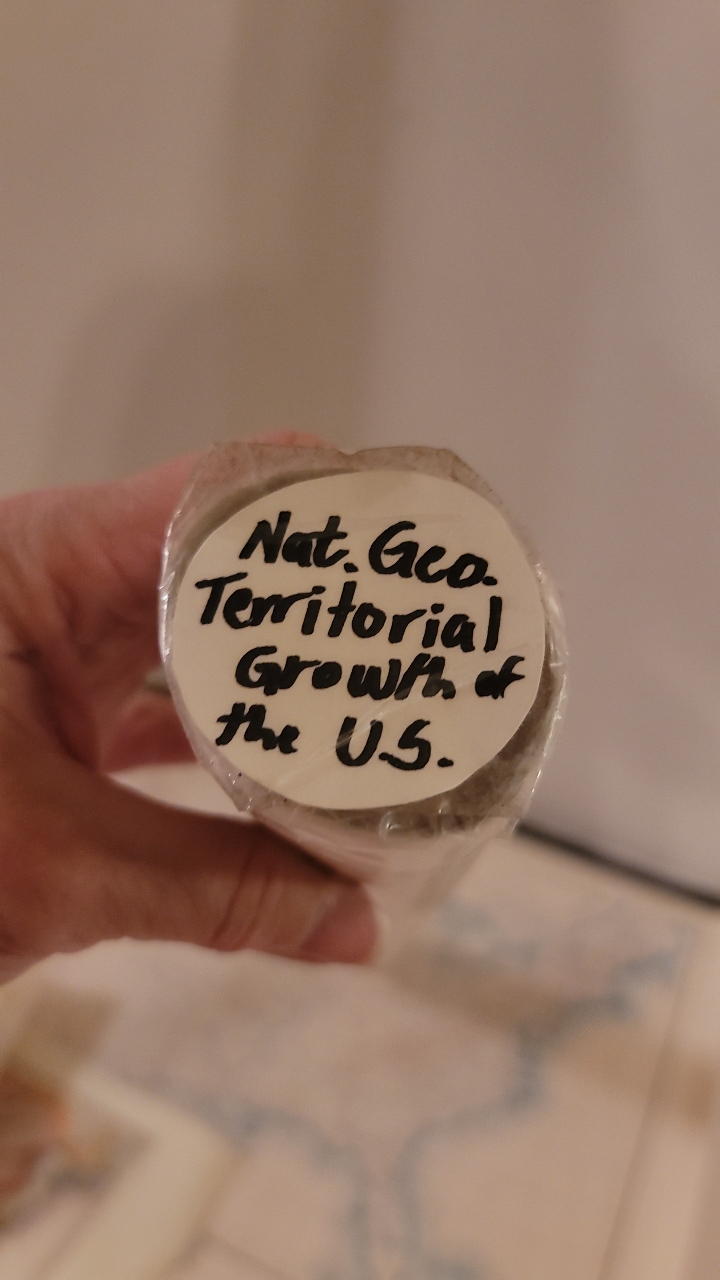 Nat. Geo.
Territorial
Growth of
the U.S.